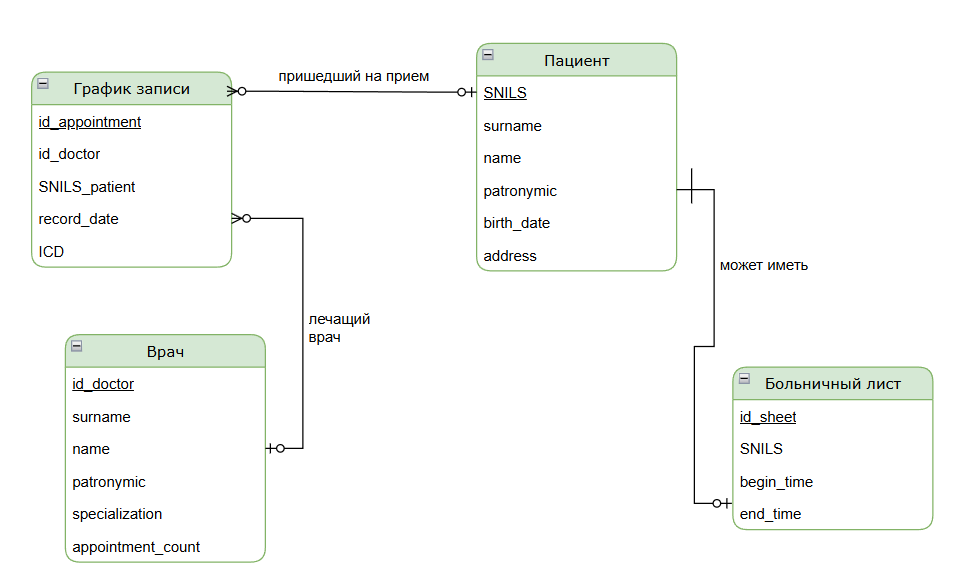 График записи
id_appointment
id_doctor
SNILS_patient
record_date
ICD
пришедший на прием
Пациент
SNILS
surname
name
patronymic
birth_date
address
может иметь
лечащий
врач
Врач
id_doctor
surname
name
patronymic
specialization
appointment_count
Больничный лист
id_sheet
SNILS
begin_time
end_time